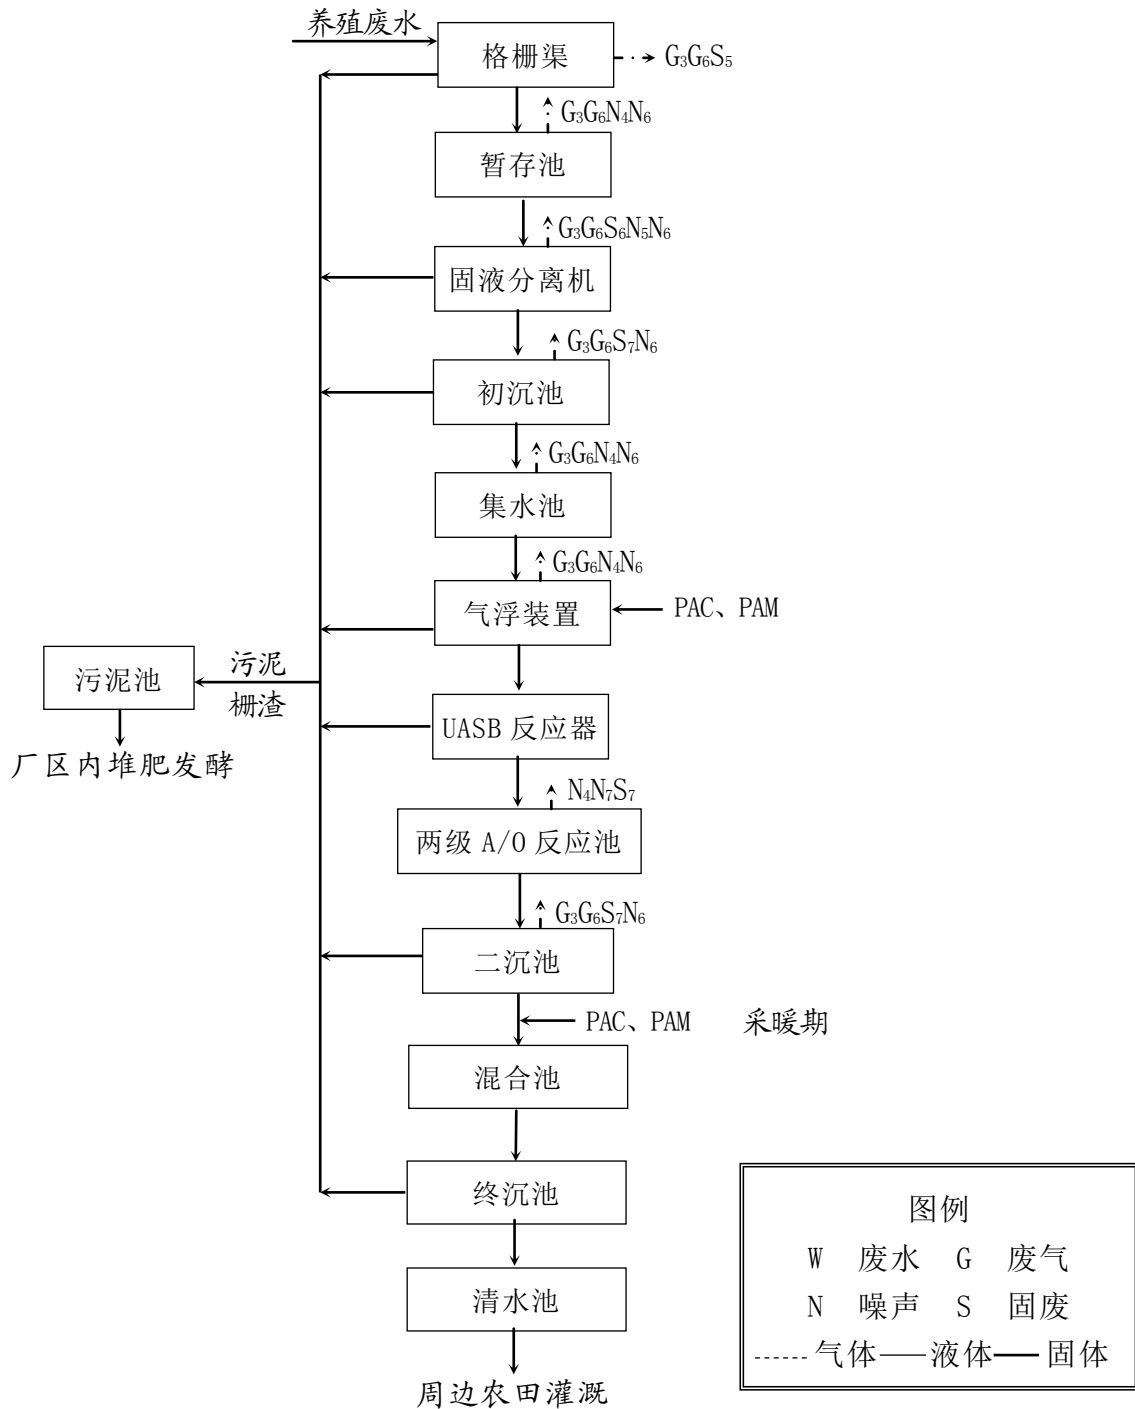 养殖废水
格栅渠
G₃G₆S₅
G₃G₆N₄N₆
暂存池
G₃G₆S₆N₅N₆
固液分离机
G₃G₆S₇N₆
初沉池
G₃G₆N₄N₆
集水池
G₃G₆N₄N₆
气浮装置
PAC、PAM
污泥池
污泥
栅渣
厂区内堆肥发酵
UASB 反应器
N₄N₇S₇
两级 A/O 反应池
G₃G₆S₇N₆
二沉池
PAC、PAM 采暖期
混合池
终沉池
清水池
周边农田灌溉
图例
W 废水 G 废气
N 噪声 S 固废
气体 液体 固体